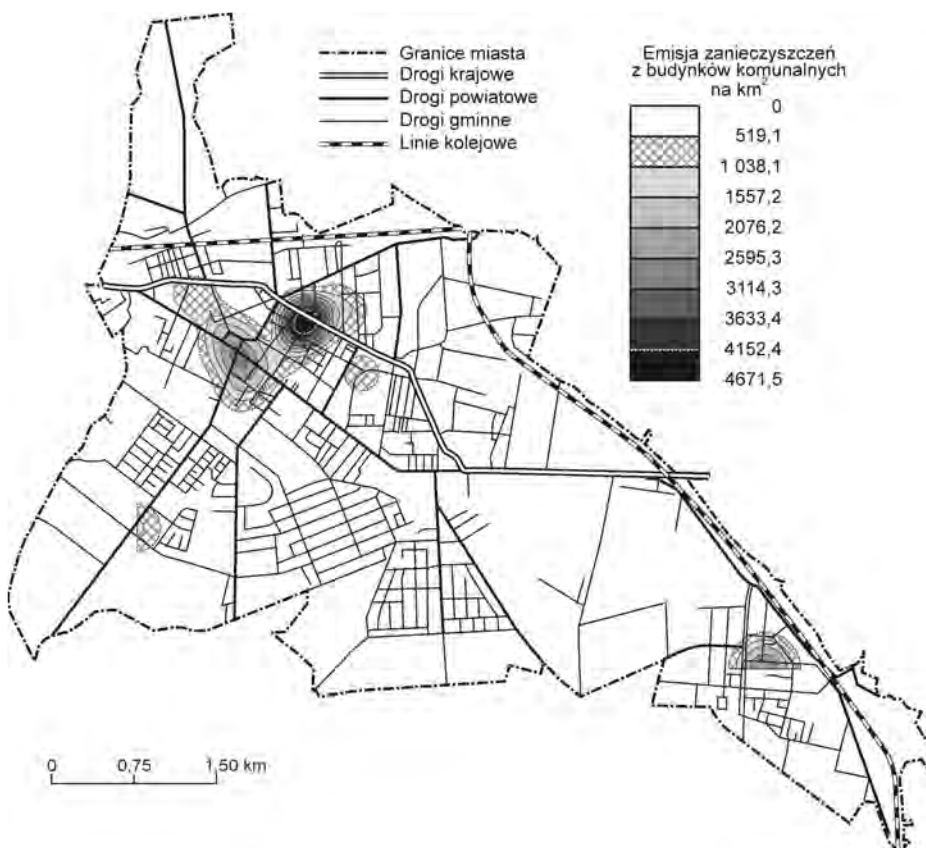 Granice miasta
Drogi krajowe
Drogi powiatowe
Drogi gminne
Linie kolejowe
Emisja zanieczyszczeń
z budynków komunalnych
na km²
0
519,1
1 038,1
1557,2
2076,2
2595,3
3114,3
3633,4
4152,4
4671,5
0 0,75 1,50 km